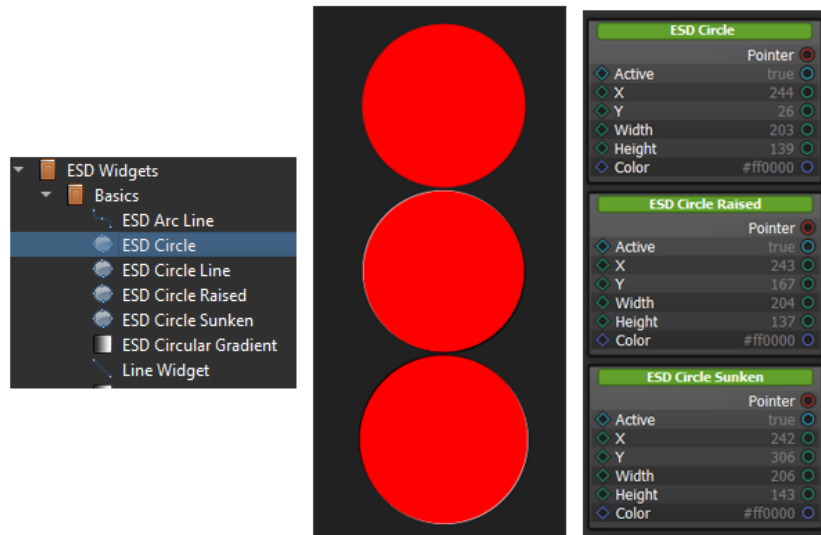 ESD Widgets
Basics
ESD Arc Line
ESD Circle
ESD Circle Line
ESD Circle Raised
ESD Circle Sunken
ESD Circular Gradient
Line Widget
ESD Circle
Pointer
Active true
X 244
Y 26
Width 203
Height 139
Color #ff0000
ESD Circle Raised
Pointer
Active true
X 243
Y 167
Width 204
Height 137
Color #ff0000
ESD Circle Sunken
Pointer
Active true
X 242
Y 306
Width 206
Height 143
Color #ff0000